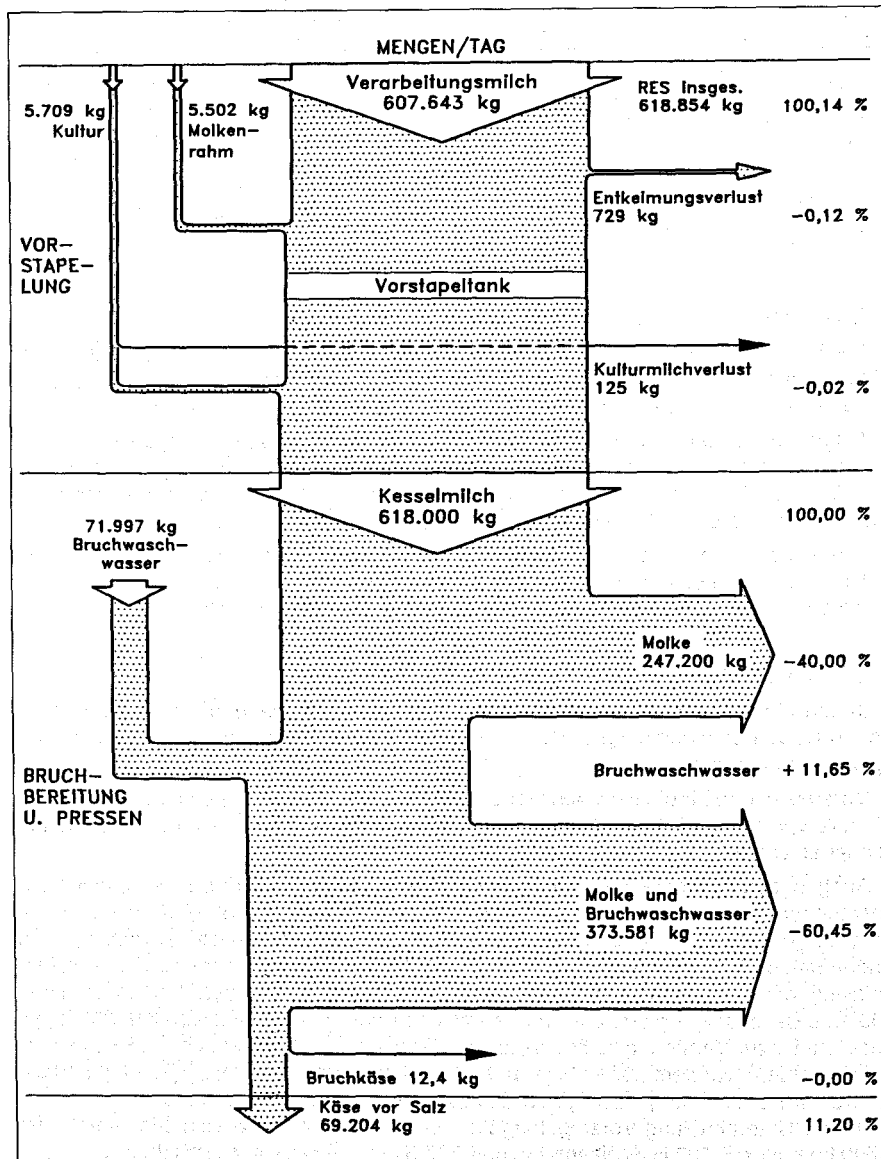 MENGEN/TAG
Verarbeitungsmilch
607.643 kg
RES Insges.
618.854 kg
100,14 %
5.709 kg
Kultur
5.502 kg
Molken-
rahm
Entkeimungsverlust
729 kg
-0,12 %
VOR-
STAPE-
LUNG
Vorstapeltank
Kulturmilchverlust
125 kg
-0,02 %
Kesselmilch
618.000 kg
100,00 %
71.997 kg
Bruchwasch-
wasser
Molke
247.200 kg
-40,00 %
Bruchwaschwasser
+ 11,65 %
BRUCH-
BEREITUNG
U. PRESSEN
Molke und
Bruchwaschwasser
373.581 kg
-60,45 %
Bruchkäse 12,4 kg
-0,00 %
Käse vor Salz
69.204 kg
11,20 %